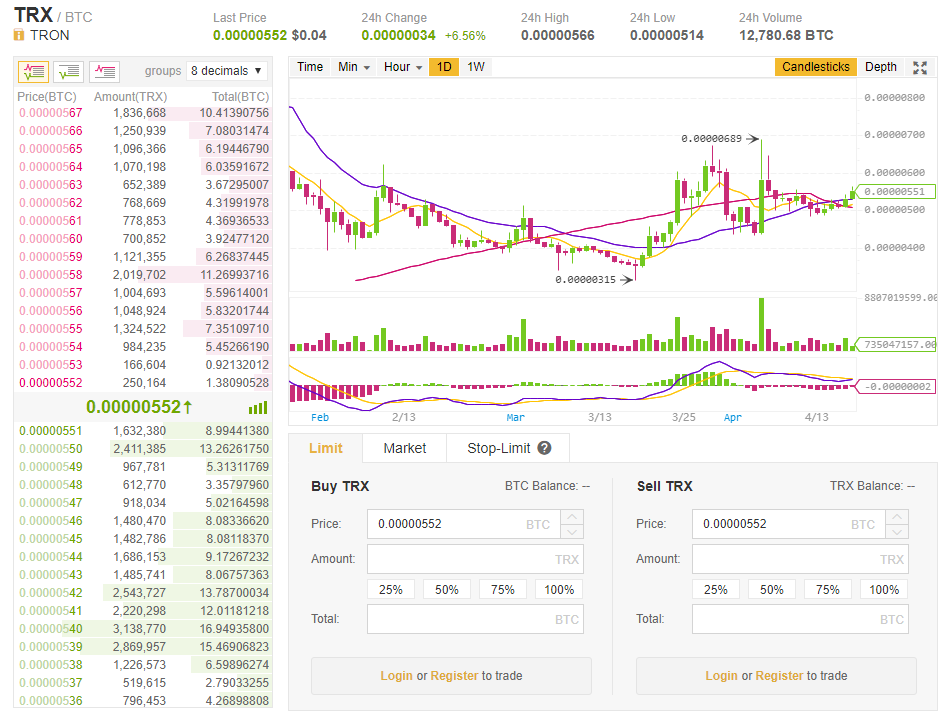 TRX / BTC
TRON
Last Price
0.00000552 $0.04
24h Change
0.00000034 +6.56%
24h High
0.00000566
24h Low
0.00000514
24h Volume
12,780.68 BTC
groups 8 decimals ▼
Price(BTC) Amount(TRX) Total(BTC)
0.00000567 1,836,668 10.41390756
0.00000566 1,250,939 7.08031474
0.00000565 1,096,366 6.19446790
0.00000564 1,070,198 6.03591672
0.00000563 652,389 3.67295007
0.00000562 768,669 4.31991978
0.00000561 778,853 4.36936533
0.00000560 700,852 3.92477120
0.00000559 1,121,355 6.26837445
0.00000558 2,019,702 11.26993716
0.00000557 1,004,693 5.59614001
0.00000556 1,048,924 5.83201744
0.00000555 1,324,522 7.35109710
0.00000554 984,235 5.45266190
0.00000553 166,604 0.92132012
0.00000552 250,164 1.38090528
0.00000552↑
0.00000551 1,632,380 8.99441380
0.00000550 2,411,385 13.26261750
0.00000549 967,781 5.31311769
0.00000548 612,770 3.35797960
0.00000547 918,034 5.02164598
0.00000546 1,480,470 8.08336620
0.00000545 1,482,786 8.08118370
0.00000544 1,686,153 9.17267232
0.00000543 1,485,741 8.06757363
0.00000542 2,543,727 13.78700034
0.00000541 2,220,298 12.01181218
0.00000540 3,138,770 16.94935800
0.00000539 2,869,957 15.46906823
0.00000538 1,226,573 6.59896274
0.00000537 519,615 2.79033255
0.00000536 796,453 4.26898808
Time Min Hour 1D 1W Candlesticks Depth
0.00000800
0.00000689
0.00000700
0.00000600
0.00000551
0.00000500
0.00000400
0.00000315
8807019599.00
735047157.00
-0.00000002
Feb 2/13 Mar 3/13 3/25 Apr 4/13
Limit Market Stop-Limit ?
Buy TRX BTC Balance: --
Price: 0.00000552 BTC
Amount: TRX
25% 50% 75% 100%
Total: BTC
Login or Register to trade
Sell TRX TRX Balance: --
Price: 0.00000552 BTC
Amount: TRX
25% 50% 75% 100%
Total: BTC
Login or Register to trade